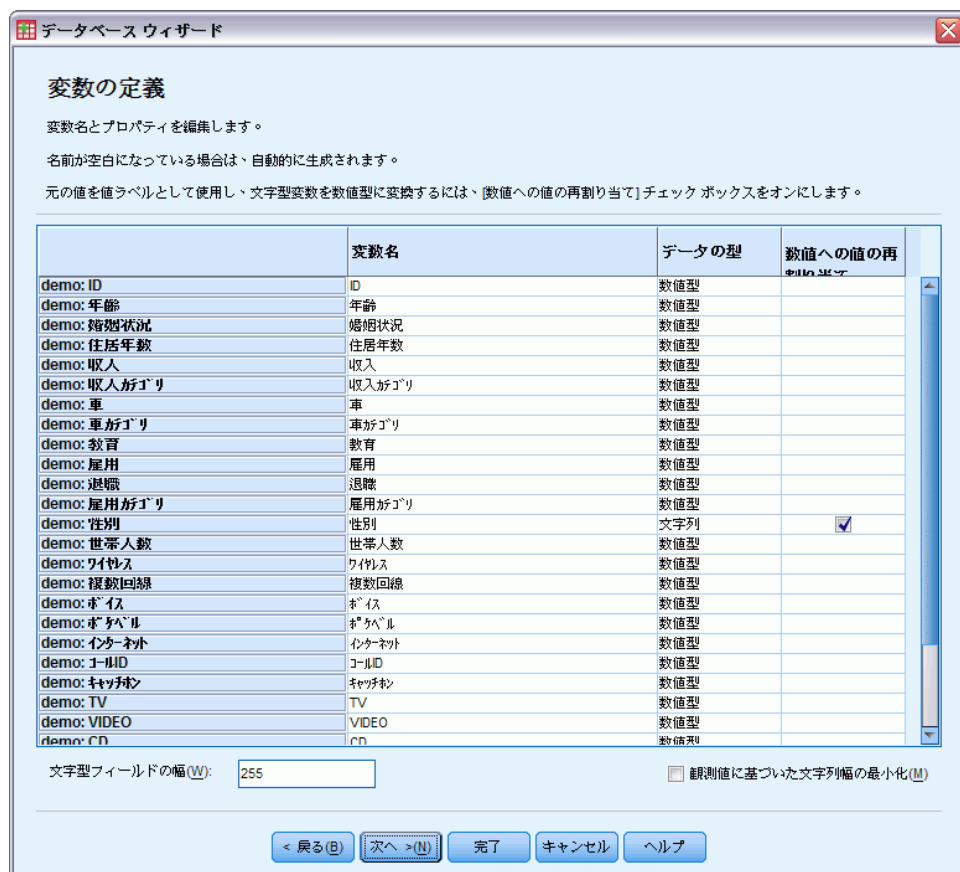 データベース ウィザード
変数の定義
変数名とプロパティを編集します。
名前が空白になっている場合は、自動的に生成されます。
元の値を値ラベルとして使用し、文字型変数を数値型に変換するには、[数値への値の再割り当て] チェック ボックスをオンにします。
変数名 データの型 数値への値の再割り当て
demo: ID ID 数値型
demo: 年齢 年齢 数値型
demo: 婚姻状況 婚姻状況 数値型
demo: 住居年数 住居年数 数値型
demo: 収入 収入 数値型
demo: 収入ｶﾃｺﾞﾘ 収入ｶﾃｺﾞﾘ 数値型
demo: 車 車 数値型
demo: 車ｶﾃｺﾞﾘ 車ｶﾃｺﾞﾘ 数値型
demo: 教育 教育 数値型
demo: 雇用 雇用 数値型
demo: 退職 退職 数値型
demo: 雇用ｶﾃｺﾞﾘ 雇用ｶﾃｺﾞﾘ 数値型
demo: 性別 性別 文字列
demo: 世帯人数 世帯人数 数値型
demo: ﾜｲﾔﾚｽ ﾜｲﾔﾚｽ 数値型
demo: 複数回線 複数回線 数値型
demo: ﾎﾞｲｽ ﾎﾞｲｽ 数値型
demo: ﾎﾟｹﾍﾞﾙ ﾎﾟｹﾍﾞﾙ 数値型
demo: ｲﾝﾀｰﾈｯﾄ ｲﾝﾀｰﾈｯﾄ 数値型
demo: ｺｰﾙID ｺｰﾙID 数値型
demo: ｷｬｯﾁﾎﾝ ｷｬｯﾁﾎﾝ 数値型
demo: TV TV 数値型
demo: VIDEO VIDEO 数値型
demo: CD CD 数値型
文字型フィールドの幅(W): 255 観測値に基づいた文字列幅の最小化(M)
< 戻る(B) 次へ >(N) 完了 キャンセル ヘルプ